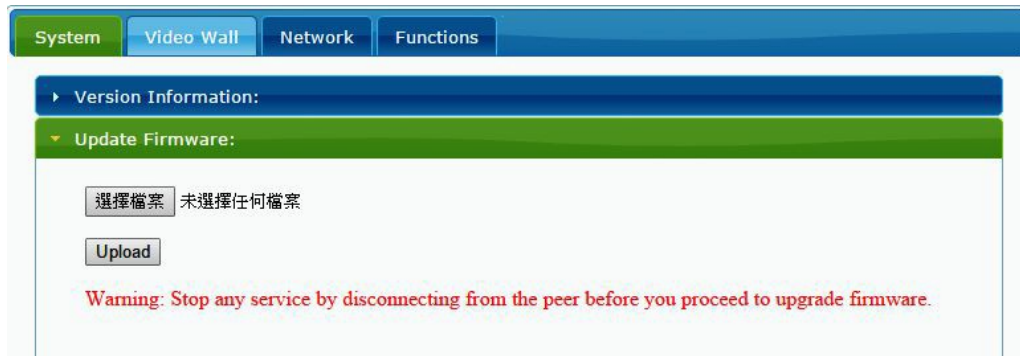 System Video Wall Network Functions
Version Information:
Update Firmware:
選擇檔案 未選擇任何檔案
Upload
Warning: Stop any service by disconnecting from the peer before you proceed to upgrade firmware.